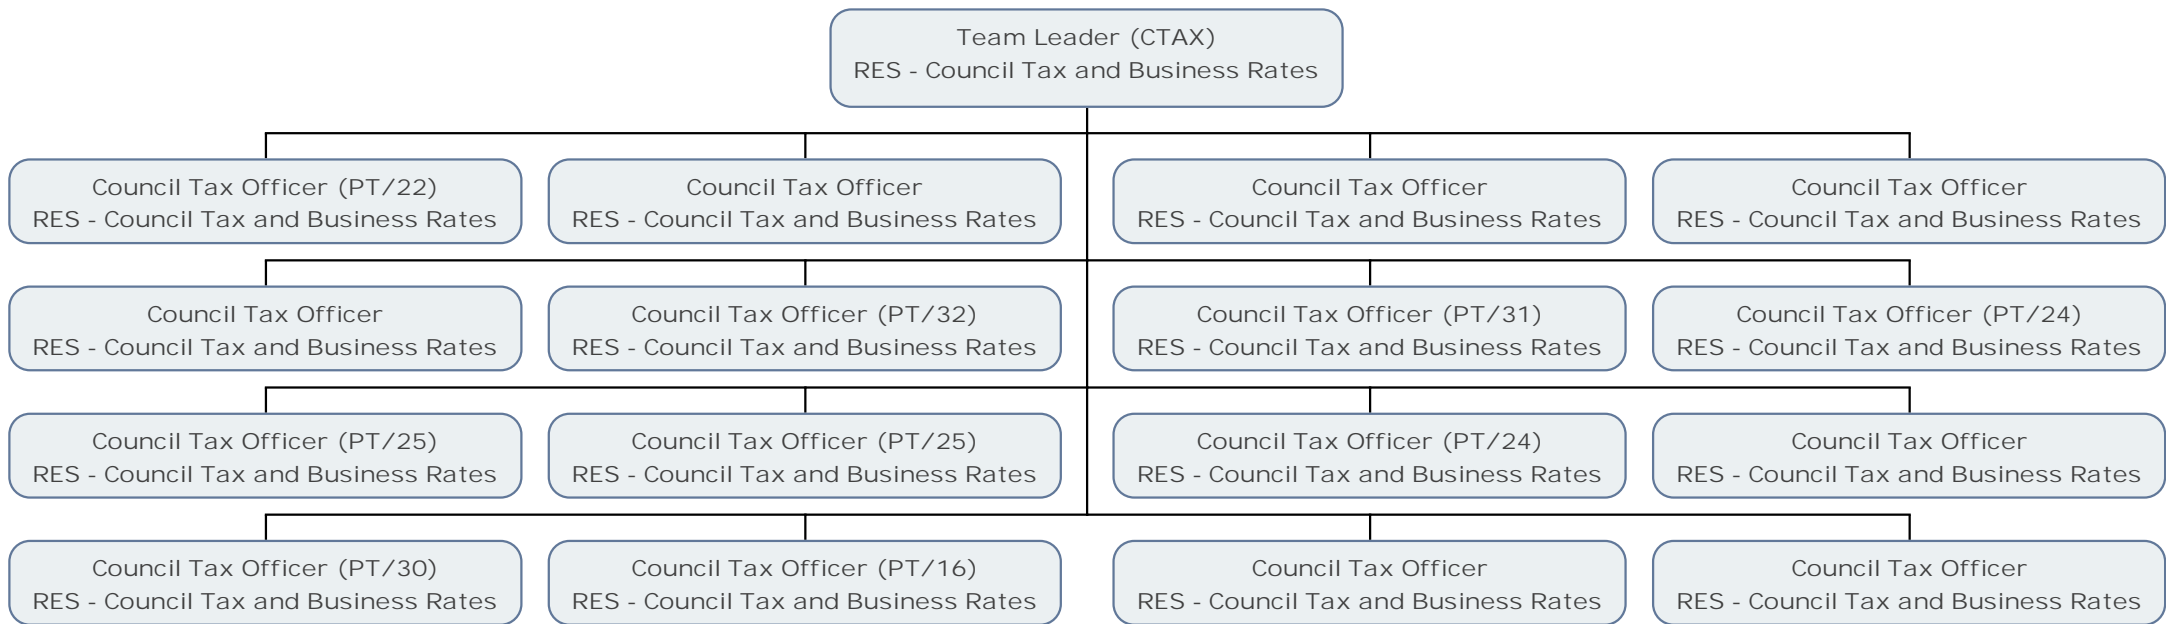 Team Leader (CTAX)
RES - Council Tax and Business Rates
Council Tax Officer (PT/22)
RES - Council Tax and Business Rates
Council Tax Officer
RES - Council Tax and Business Rates
Council Tax Officer
RES - Council Tax and Business Rates
Council Tax Officer
RES - Council Tax and Business Rates
Council Tax Officer
RES - Council Tax and Business Rates
Council Tax Officer (PT/32)
RES - Council Tax and Business Rates
Council Tax Officer (PT/31)
RES - Council Tax and Business Rates
Council Tax Officer (PT/24)
RES - Council Tax and Business Rates
Council Tax Officer (PT/25)
RES - Council Tax and Business Rates
Council Tax Officer (PT/25)
RES - Council Tax and Business Rates
Council Tax Officer (PT/24)
RES - Council Tax and Business Rates
Council Tax Officer
RES - Council Tax and Business Rates
Council Tax Officer (PT/30)
RES - Council Tax and Business Rates
Council Tax Officer (PT/16)
RES - Council Tax and Business Rates
Council Tax Officer
RES - Council Tax and Business Rates
Council Tax Officer
RES - Council Tax and Business Rates